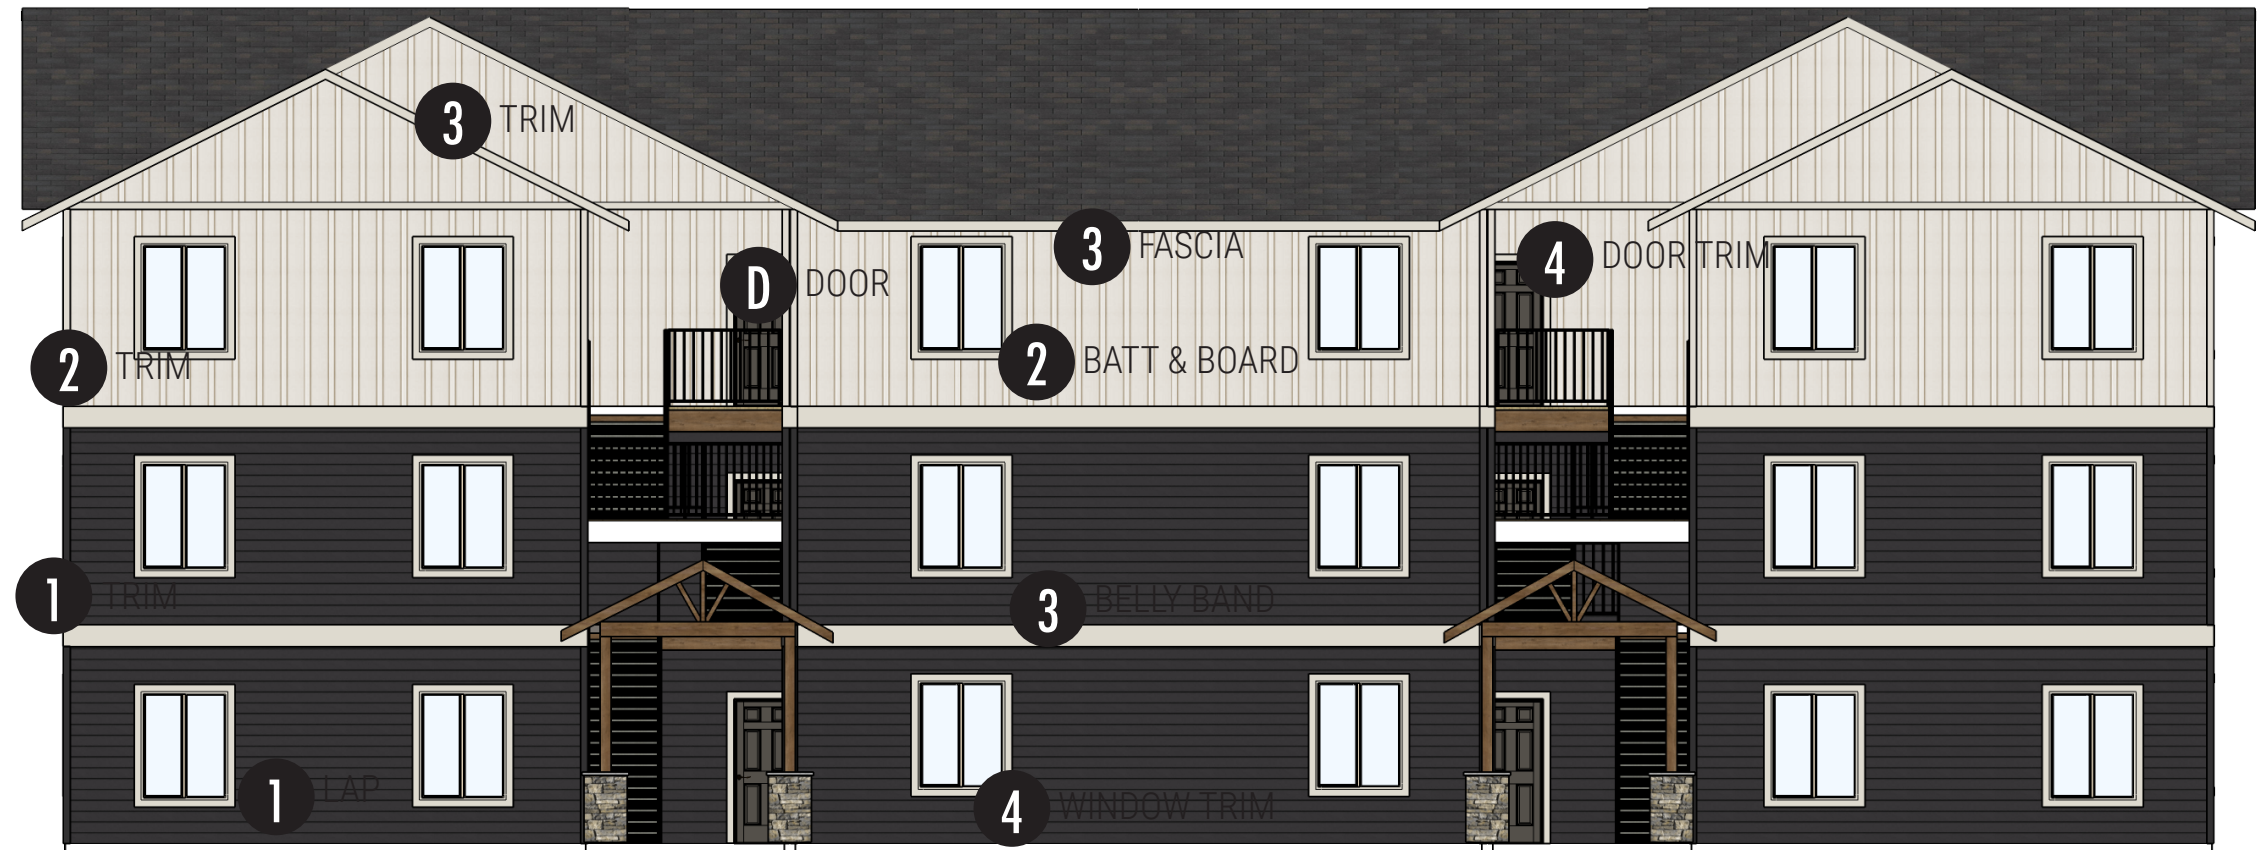 3 TRIM
3 FASCIA
4 DOOR TRIM
D DOOR
2 TRIM
2 BATT & BOARD
1 TRIM
3 BELLY BAND
1 LAP
4 WINDOW TRIM